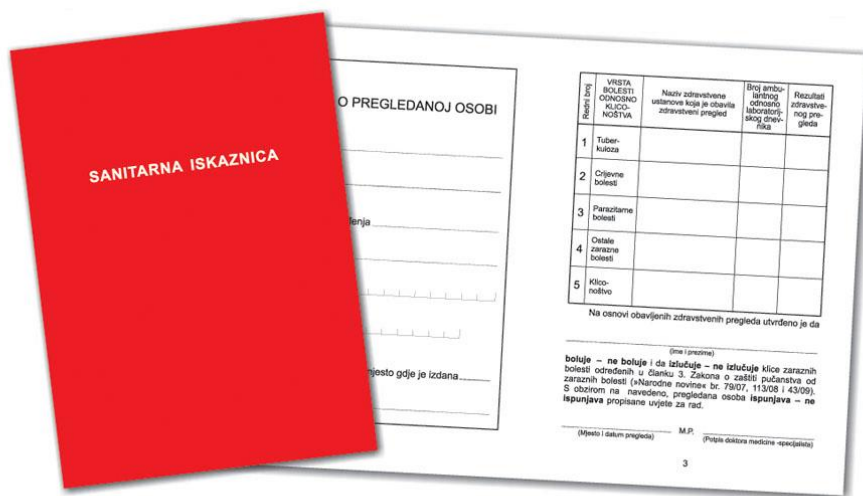 SANITARNA ISKAZNICA
O PREGLEDANOJ OSOBI
đenja
mjesto gdje je izdana
Redni broj
VRSTA
BOLESTI
ODNOSNO
KLICO-
NOŠTVA
Naziv zdravstvene
ustanove koja je obavila
zdravstveni pregled
Broj ambu-
lantnog
odnosno
laboratorij-
skog dnev-
nika
Rezultati
zdravstve-
nog pre-
gleda
1 Tuber-
kuloza
2 Crijevne
bolesti
3 Parazitarne
bolesti
4 Ostale
zarazne
bolesti
5 Klico-
noštvo
Na osnovi obavljenih zdravstvenih pregleda utvrđeno je da
(ime i prezime)
boluje – ne boluje i da izlučuje – ne izlučuje klice zaraznih
bolesti određenih u članku 3. Zakona o zaštiti pučanstva od
zaraznih bolesti (»Narodne novine« br. 79/07, 113/08 i 43/09).
S obzirom na navedeno, pregledana osoba ispunjava – ne
ispunjava propisane uvjete za rad.
M.P.
(Mjesto i datum pregleda) (Potpis doktora medicine -specijalista)
3